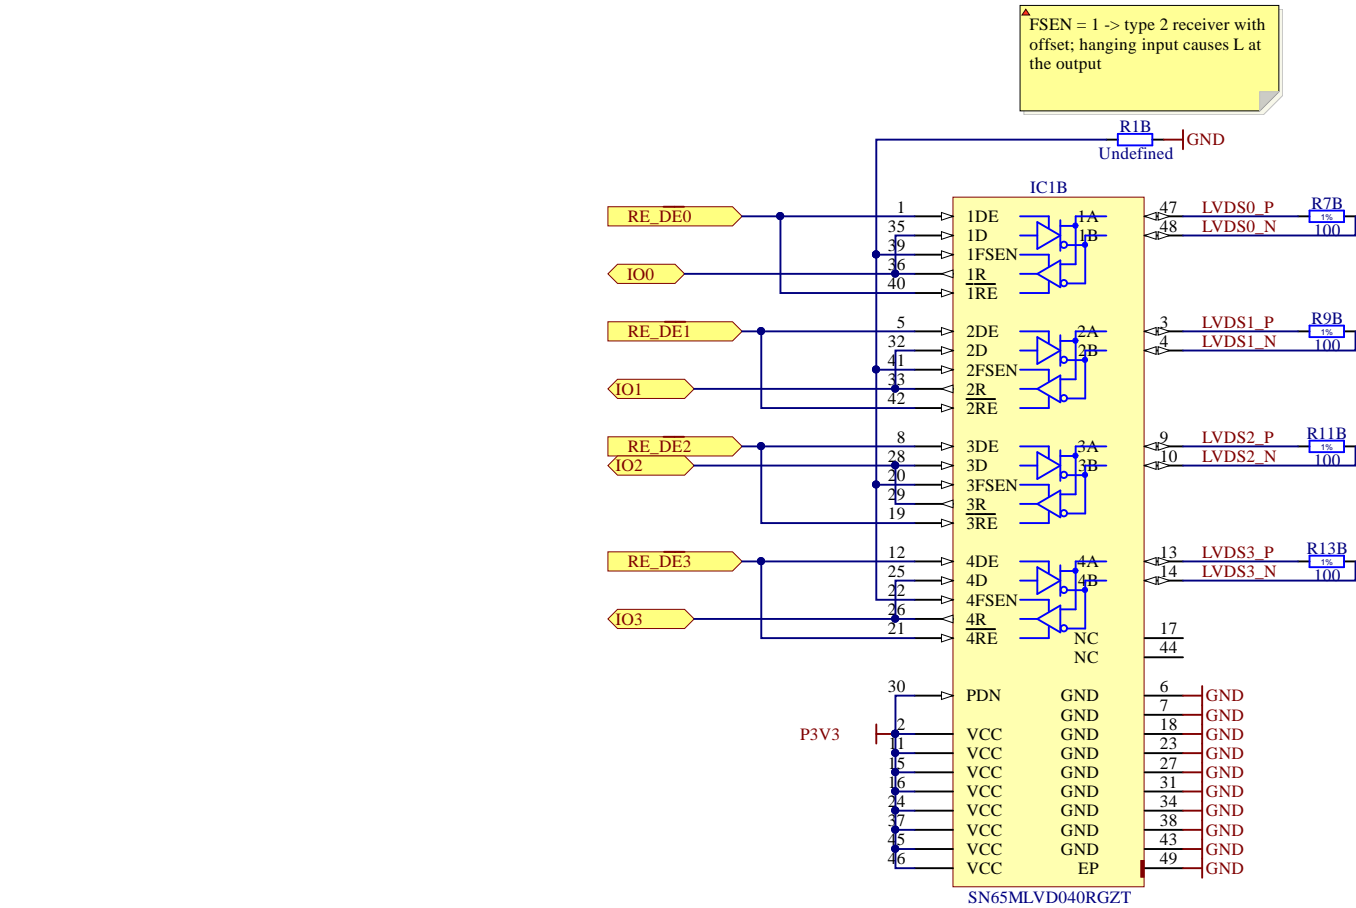 FSEN = 1 -> type 2 receiver with
offset; hanging input causes L at
the output
R1B
GND
Undefined
IC1B
RE_DE0 1 1DE 1A 47 LVDS0_P R7B
1%
35 1D 1B 48 LVDS0_N 100
39 1FSEN
IO0 36 1R
40 1RE
RE_DE1 5 2DE 2A 3 LVDS1_P R9B
1%
32 2D 2B 4 LVDS1_N 100
41 2FSEN
IO1 33 2R
42 2RE
RE_DE2 8 3DE 3A 9 LVDS2_P R11B
1%
IO2 28 3D 3B 10 LVDS2_N 100
20 3FSEN
29 3R
19 3RE
RE_DE3 12 4DE 4A 13 LVDS3_P R13B
1%
25 4D 4B 14 LVDS3_N 100
22 4FSEN
IO3 26 4R
21 4RE NC 17
NC 44
30 PDN GND 6 GND
GND 7 GND
P3V3 2 VCC GND 18 GND
11 VCC GND 23 GND
15 VCC GND 27 GND
16 VCC GND 31 GND
24 VCC GND 34 GND
37 VCC GND 38 GND
45 VCC GND 43 GND
46 VCC EP 49 GND
SN65MLVD040RGZT